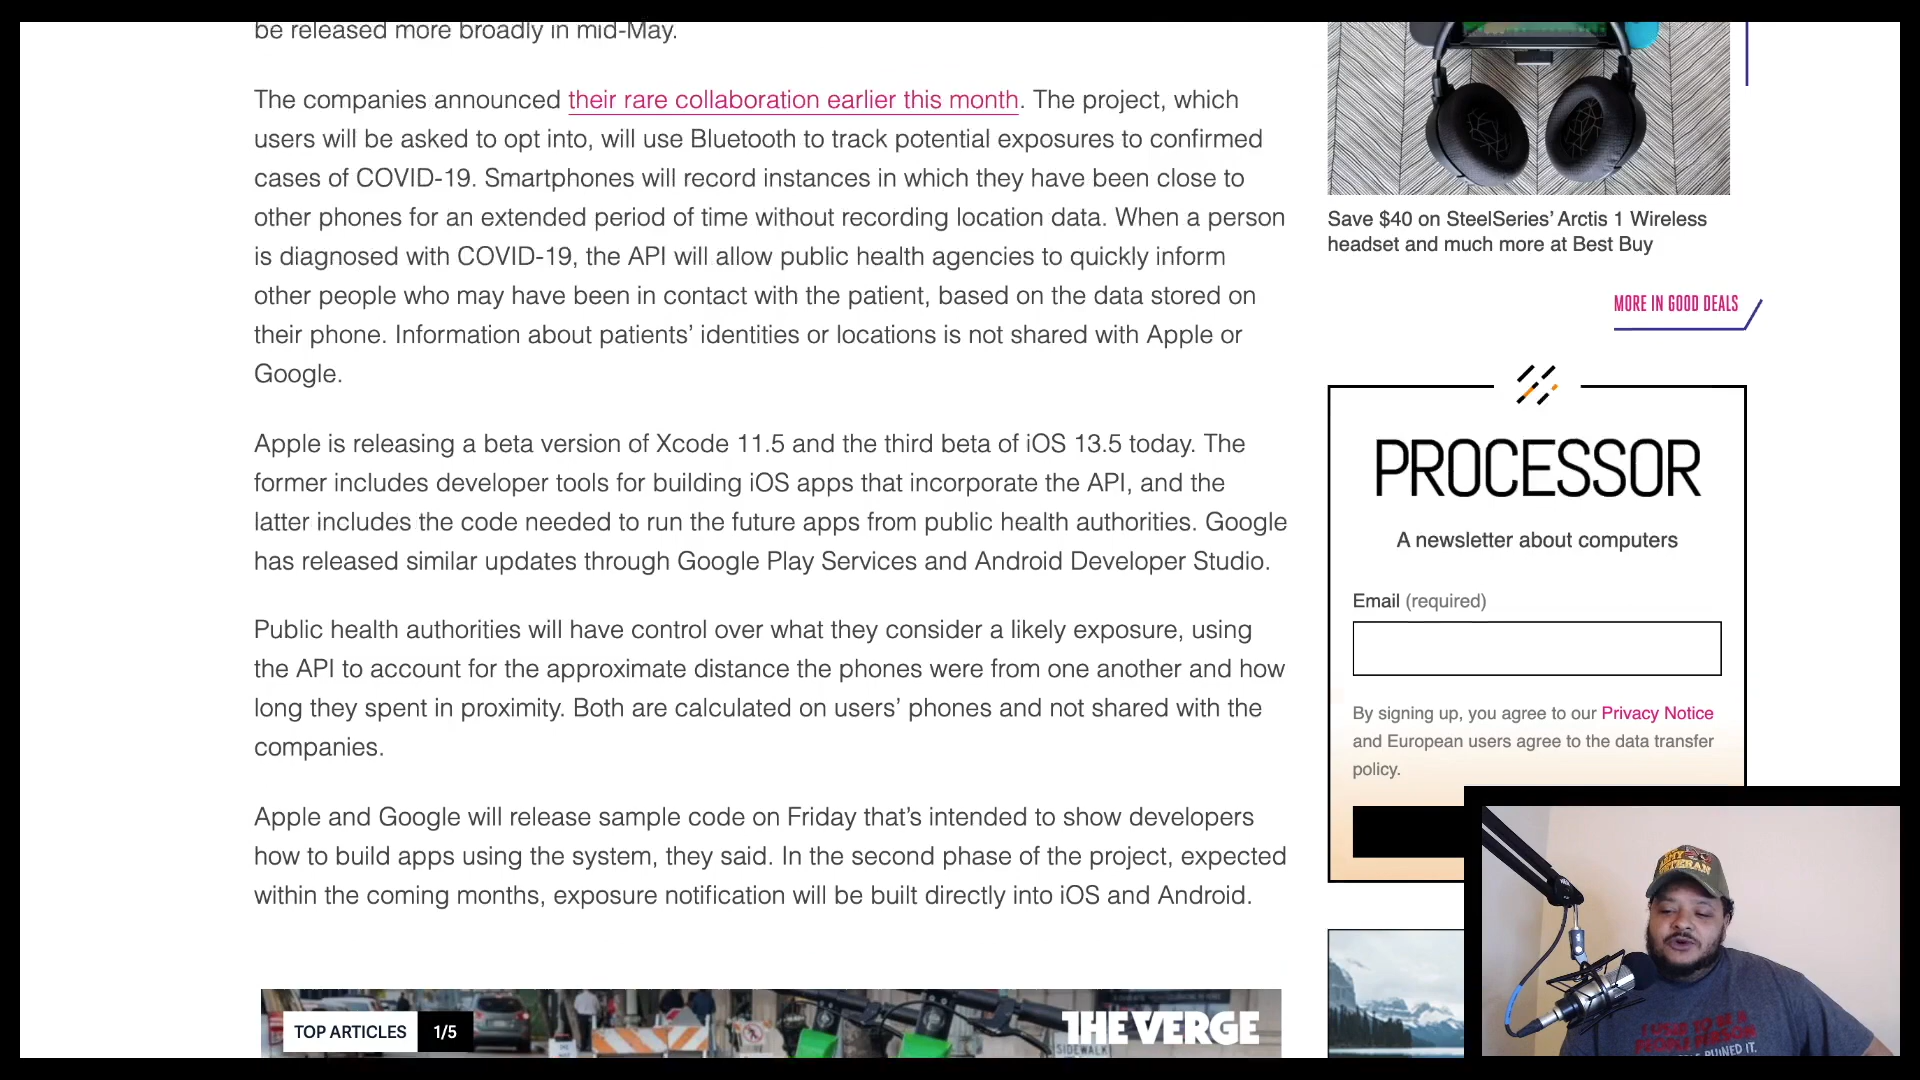 be released more broadly in mid-May.
The companies announced their rare collaboration earlier this month. The project, which
users will be asked to opt into, will use Bluetooth to track potential exposures to confirmed
cases of COVID-19. Smartphones will record instances in which they have been close to
other phones for an extended period of time without recording location data. When a person
is diagnosed with COVID-19, the API will allow public health agencies to quickly inform
other people who may have been in contact with the patient, based on the data stored on
their phone. Information about patients’ identities or locations is not shared with Apple or
Google.
Apple is releasing a beta version of Xcode 11.5 and the third beta of iOS 13.5 today. The
former includes developer tools for building iOS apps that incorporate the API, and the
latter includes the code needed to run the future apps from public health authorities. Google
has released similar updates through Google Play Services and Android Developer Studio.
Public health authorities will have control over what they consider a likely exposure, using
the API to account for the approximate distance the phones were from one another and how
long they spent in proximity. Both are calculated on users’ phones and not shared with the
companies.
Apple and Google will release sample code on Friday that’s intended to show developers
how to build apps using the system, they said. In the second phase of the project, expected
within the coming months, exposure notification will be built directly into iOS and Android.
TOP ARTICLES 1/5
THE VERGE
SIDEWALK
Save $40 on SteelSeries’ Arctis 1 Wireless
headset and much more at Best Buy
MORE IN GOOD DEALS
PROCESSOR
A newsletter about computers
Email (required)
By signing up, you agree to our Privacy Notice
and European users agree to the data transfer
policy.
ARMY
VETERAN
PEOPLE PERSON
RUINED IT.